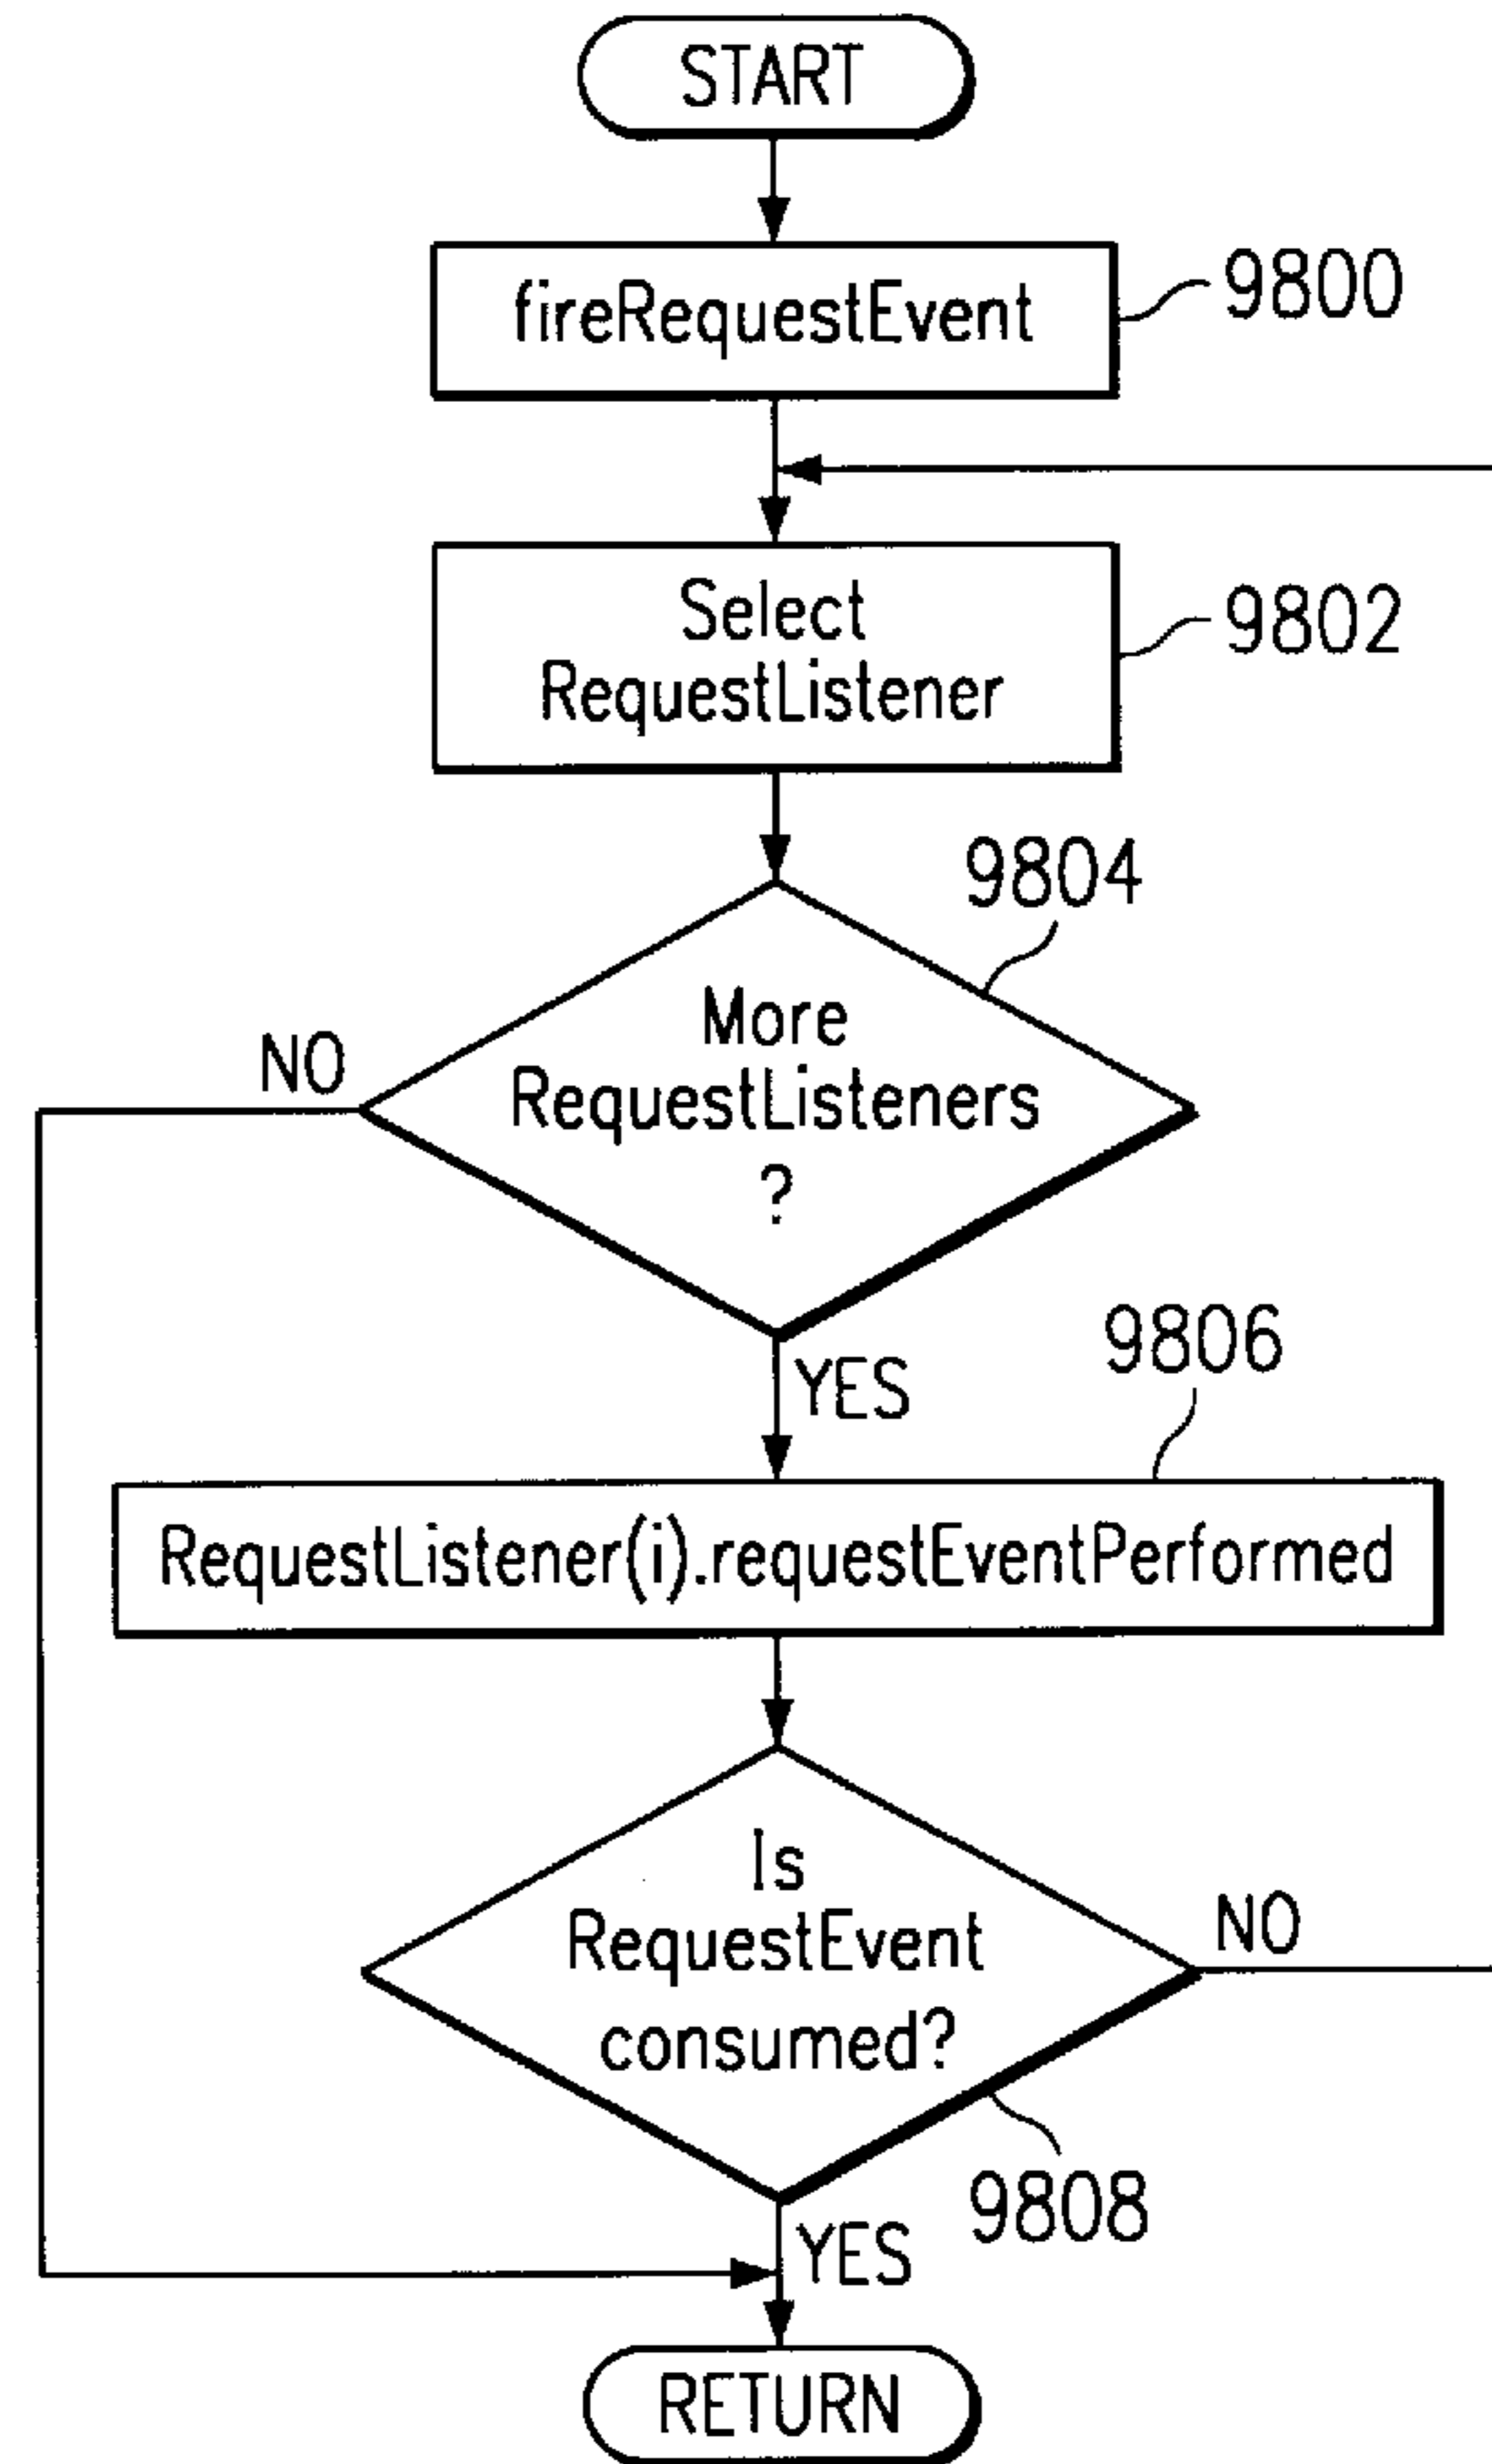 START
fireRequestEvent
9800
Select
RequestListener
9802
9804
More
RequestListeners
?
NO
YES
9806
RequestListener(i).requestEventPerformed
Is
RequestEvent
consumed?
NO
9808
YES
RETURN